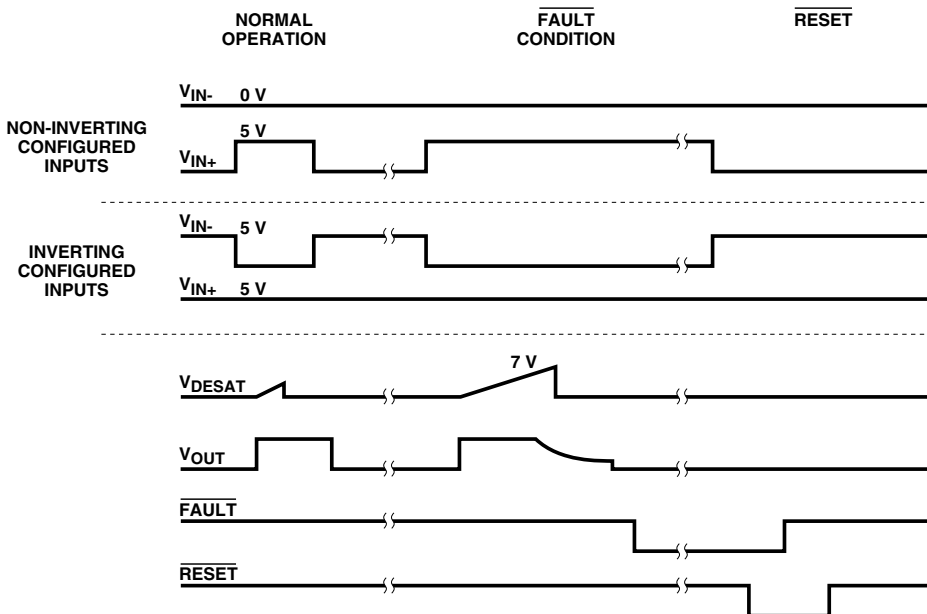 NORMAL
OPERATION
FAULT
CONDITION
RESET
NON-INVERTING
CONFIGURED
INPUTS
VIN- 0 V
5 V
VIN+
INVERTING
CONFIGURED
INPUTS
VIN- 5 V
VIN+ 5 V
7 V
VDESAT
VOUT
FAULT
RESET